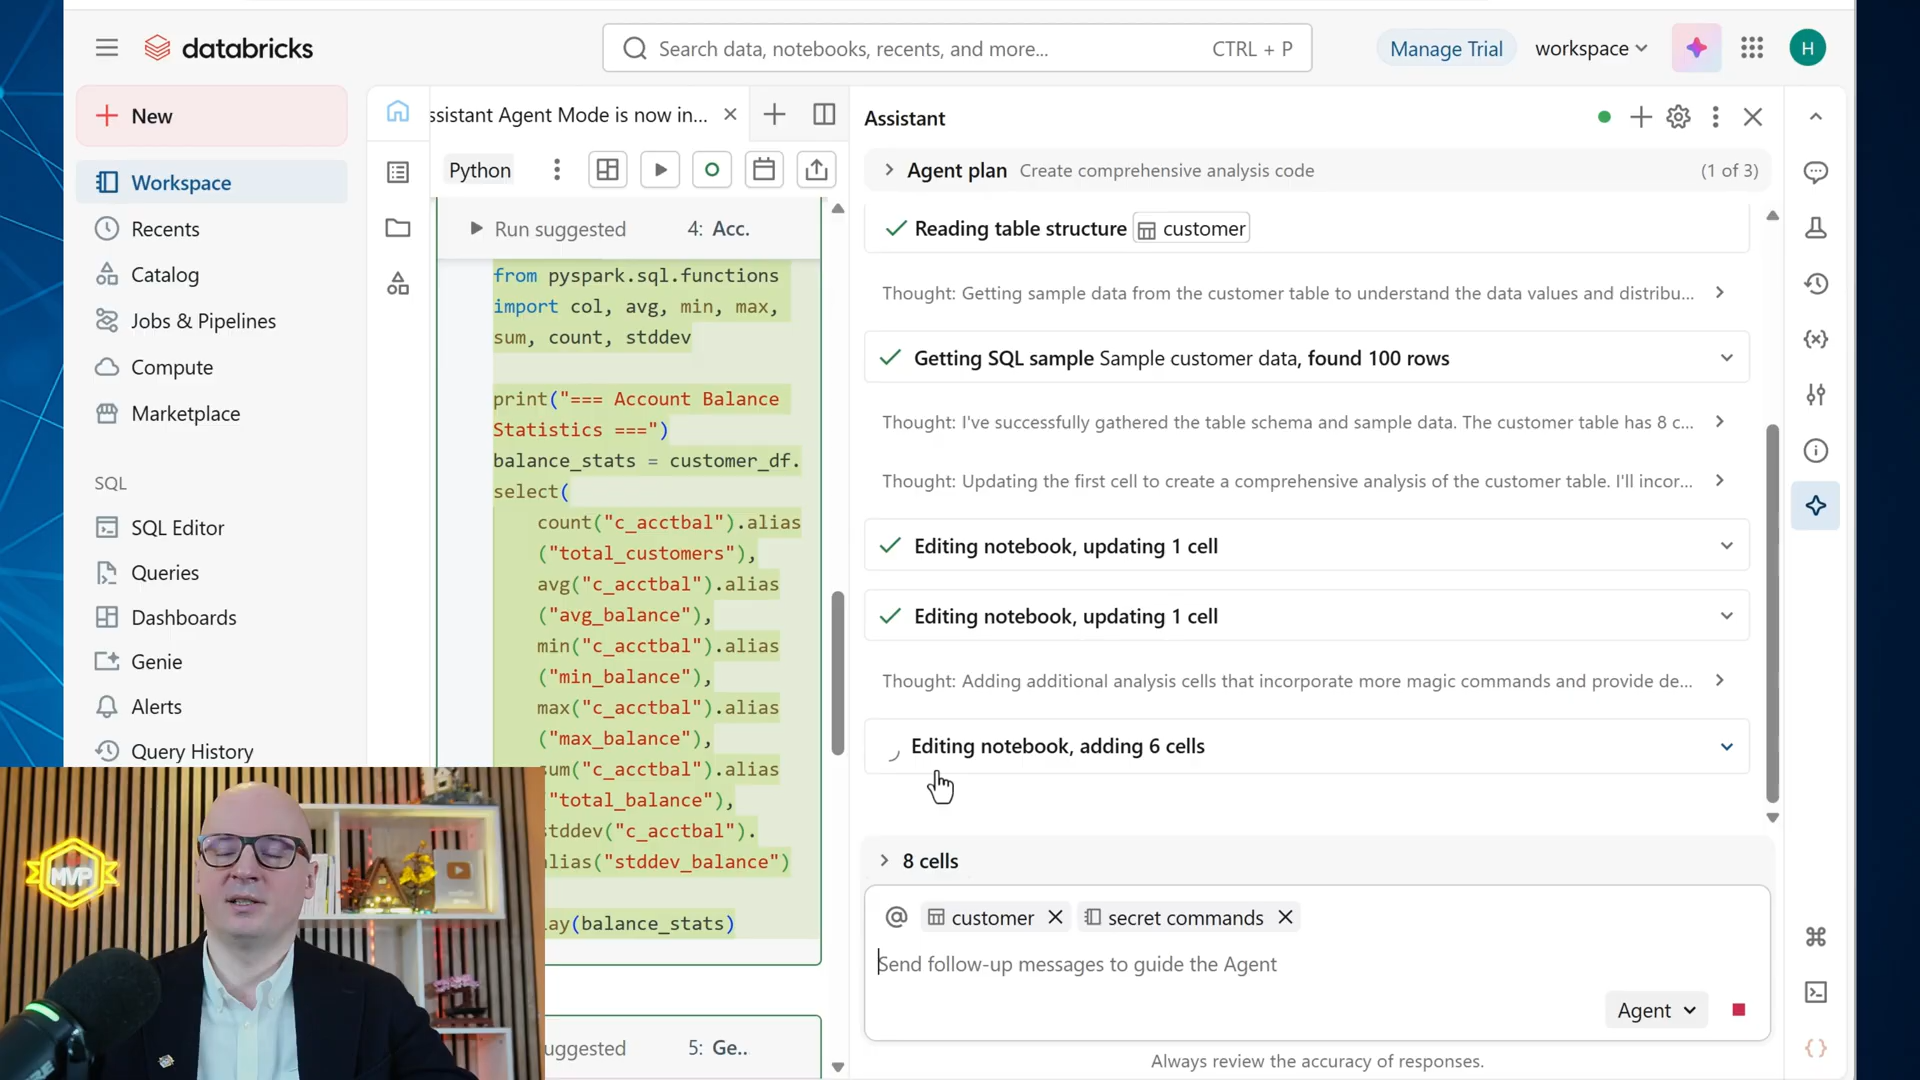 databricks
Search data, notebooks, recents, and more...
CTRL + P
Manage Trial
workspace
H
New
Workspace
Recents
Catalog
Jobs & Pipelines
Compute
Marketplace
SQL
SQL Editor
Queries
Dashboards
Genie
Alerts
Query History
ssistant Agent Mode is now in...
Python
Run suggested
4: Acc.
from pyspark.sql.functions
import col, avg, min, max,
sum, count, stddev
print("=== Account Balance
Statistics ===")
balance_stats = customer_df.
select(
count("c_acctbal").alias
("total_customers"),
avg("c_acctbal").alias
("avg_balance"),
min("c_acctbal").alias
("min_balance"),
max("c_acctbal").alias
("max_balance"),
sum("c_acctbal").alias
("total_balance"),
stddev("c_acctbal").
alias("stddev_balance")
lay(balance_stats)
uggested
5: Ge..
Assistant
Agent plan Create comprehensive analysis code (1 of 3)
Reading table structure customer
Thought: Getting sample data from the customer table to understand the data values and distribu...
Getting SQL sample Sample customer data, found 100 rows
Thought: I've successfully gathered the table schema and sample data. The customer table has 8 c...
Thought: Updating the first cell to create a comprehensive analysis of the customer table. I'll incor...
Editing notebook, updating 1 cell
Editing notebook, updating 1 cell
Thought: Adding additional analysis cells that incorporate more magic commands and provide de...
Editing notebook, adding 6 cells
8 cells
@ customer secret commands
Send follow-up messages to guide the Agent
Agent
Always review the accuracy of responses.
MVP